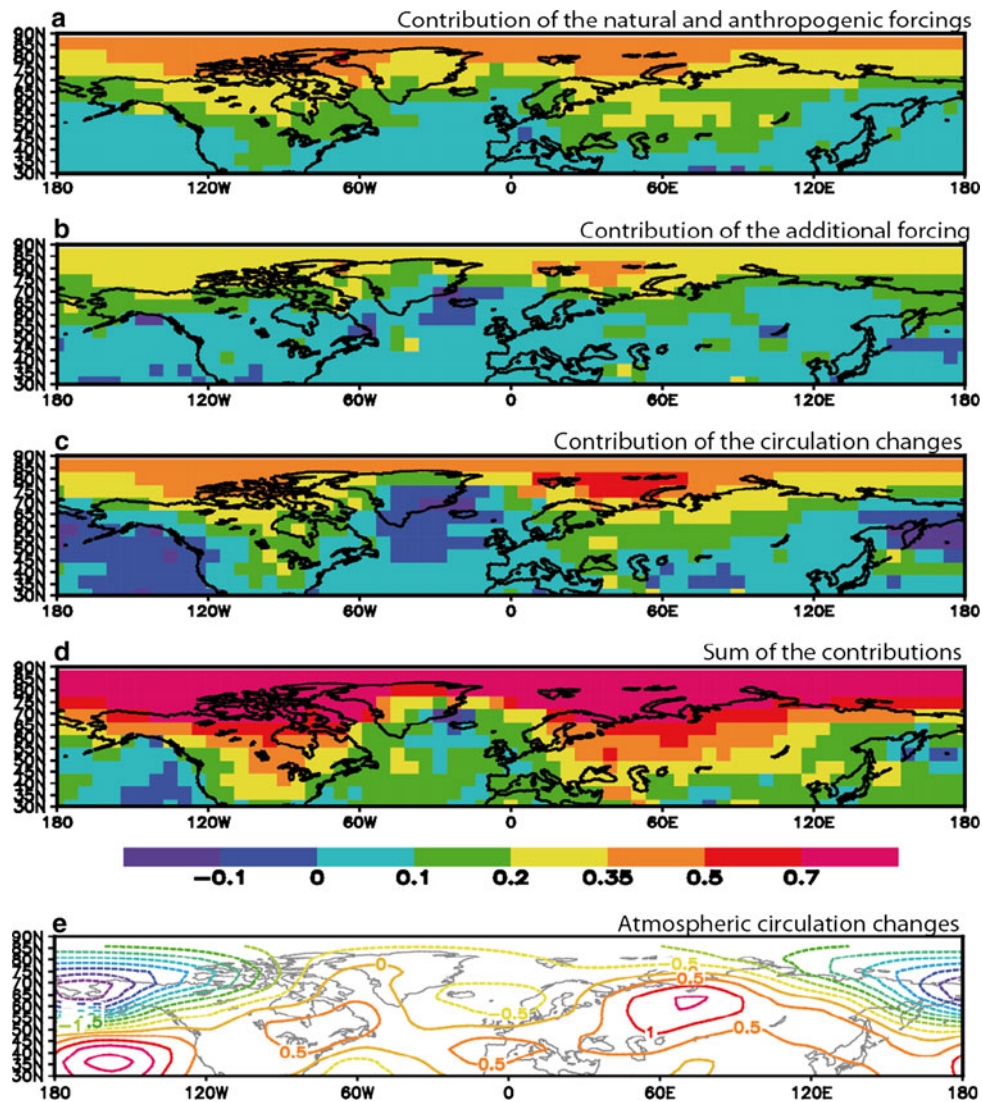 a Contribution of the natural and anthropogenic forcings
90N
85N
80N
75N
70N
65N
60N
55N
50N
45N
40N
35N
30N
180 120W 60W 0 60E 120E 180
b Contribution of the additional forcing
90N
85N
80N
75N
70N
65N
60N
55N
50N
45N
40N
35N
30N
180 120W 60W 0 60E 120E 180
c Contribution of the circulation changes
90N
85N
80N
75N
70N
65N
60N
55N
50N
45N
40N
35N
30N
180 120W 60W 0 60E 120E 180
d Sum of the contributions
90N
85N
80N
75N
70N
65N
60N
55N
50N
45N
40N
35N
30N
180 120W 60W 0 60E 120E 180
-0.1 0 0.1 0.2 0.35 0.5 0.7
e Atmospheric circulation changes
90N
85N
80N
75N
70N
65N
60N
55N
50N
45N
40N
35N
30N
0 0.5
0.5
0.5
-1.5
1
0.5 0.5 0.5
180 120W 60W 0 60E 120E 180